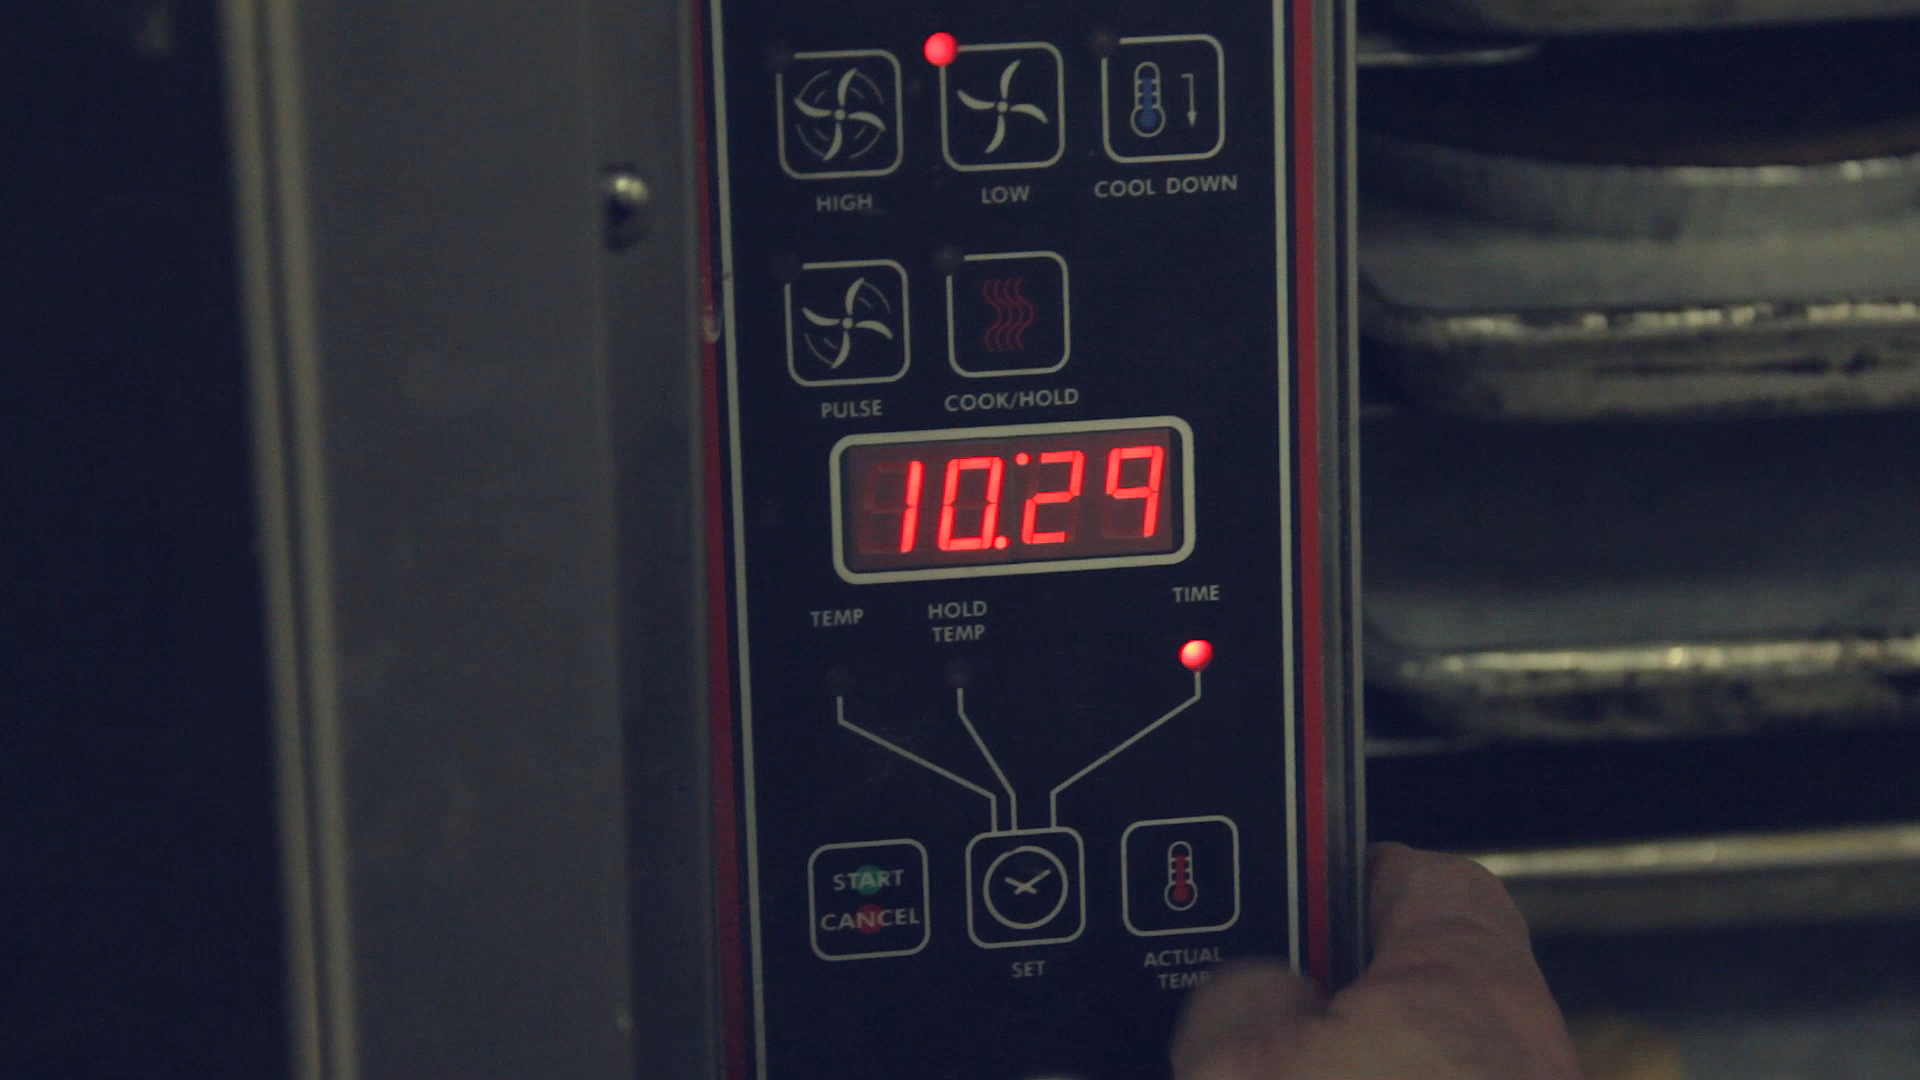 HIGH
LOW
COOL DOWN
PULSE
COOK/HOLD
10:29
TEMP
HOLD
TEMP
TIME
START
CANCEL
SET
ACTUAL
TEMP